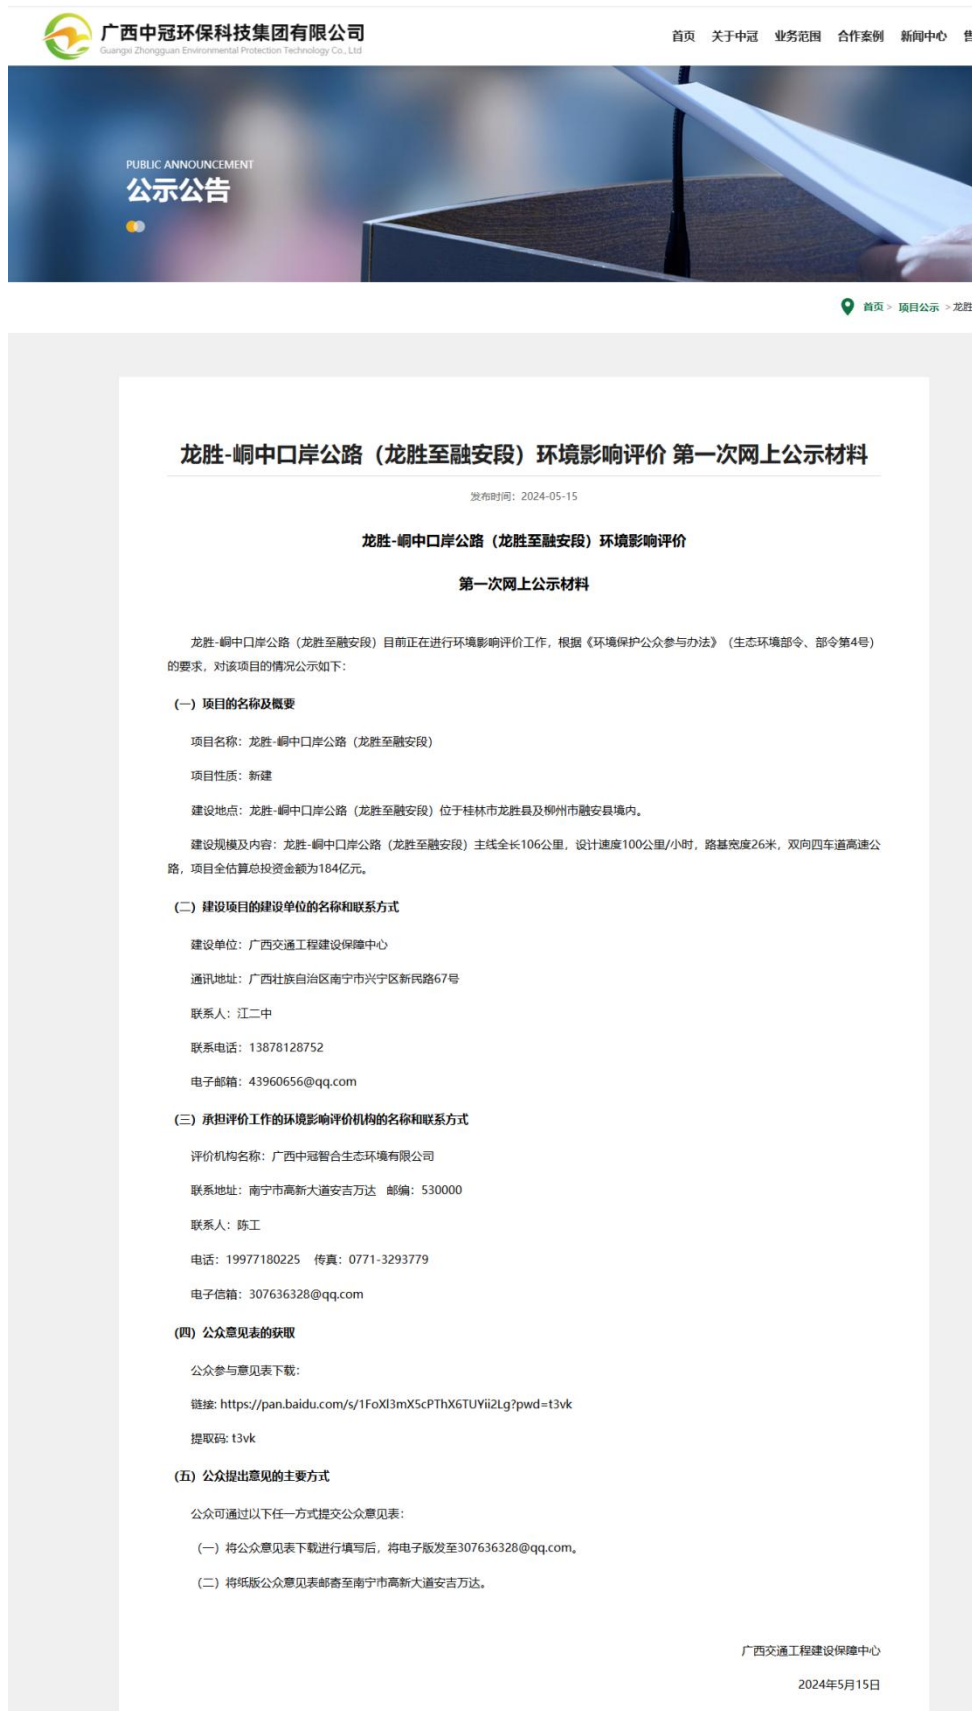 广西中冠环保科技集团有限公司
Guangxi Zhongguan Environmental Protection Technology Co., Ltd
首页 关于中冠 业务范围 合作案例 新闻中心
PUBLIC ANNOUNCEMENT
公示公告
首页 > 项目公示 > 龙胜
龙胜-峒中口岸公路（龙胜至融安段）环境影响评价 第一次网上公示材料
发布时间：2024-05-15
龙胜-峒中口岸公路（龙胜至融安段）环境影响评价
第一次网上公示材料
龙胜-峒中口岸公路（龙胜至融安段）目前正在进行环境影响评价工作，根据《环境保护公众参与办法》（生态环境部令、部令第4号）
的要求，对该项目的情况公示如下：
（一）项目的名称及概要
项目名称：龙胜-峒中口岸公路（龙胜至融安段）
项目性质：新建
建设地点：龙胜-峒中口岸公路（龙胜至融安段）位于桂林市龙胜县及柳州市融安县境内。
建设规模及内容：龙胜-峒中口岸公路（龙胜至融安段）主线全长106公里，设计速度100公里/小时，路基宽度26米，双向四车道高速公
路，项目全估算总投资金额为184亿元。
（二）建设项目的建设单位的名称和联系方式
建设单位：广西交通工程建设保障中心
通讯地址：广西壮族自治区南宁市兴宁区新民路67号
联系人：江二中
联系电话：13878128752
电子邮箱：43960656@qq.com
（三）承担评价工作的环境影响评价机构的名称和联系方式
评价机构名称：广西中冠智合生态环境有限公司
联系地址：南宁市高新大道安吉万达 邮编：530000
联系人：陈工
电话：19977180225 传真：0771-3293779
电子信箱：307636328@qq.com
（四）公众意见表的获取
公众参与意见表下载：
链接: https://pan.baidu.com/s/1FoXl3mX5cPThX6TUYii2Lg?pwd=t3vk
提取码: t3vk
（五）公众提出意见的主要方式
公众可通过以下任一方式提交公众意见表：
（一）将公众意见表下载进行填写后，将电子版发至307636328@qq.com。
（二）将纸版公众意见表邮寄至南宁市高新大道安吉万达。
广西交通工程建设保障中心
2024年5月15日